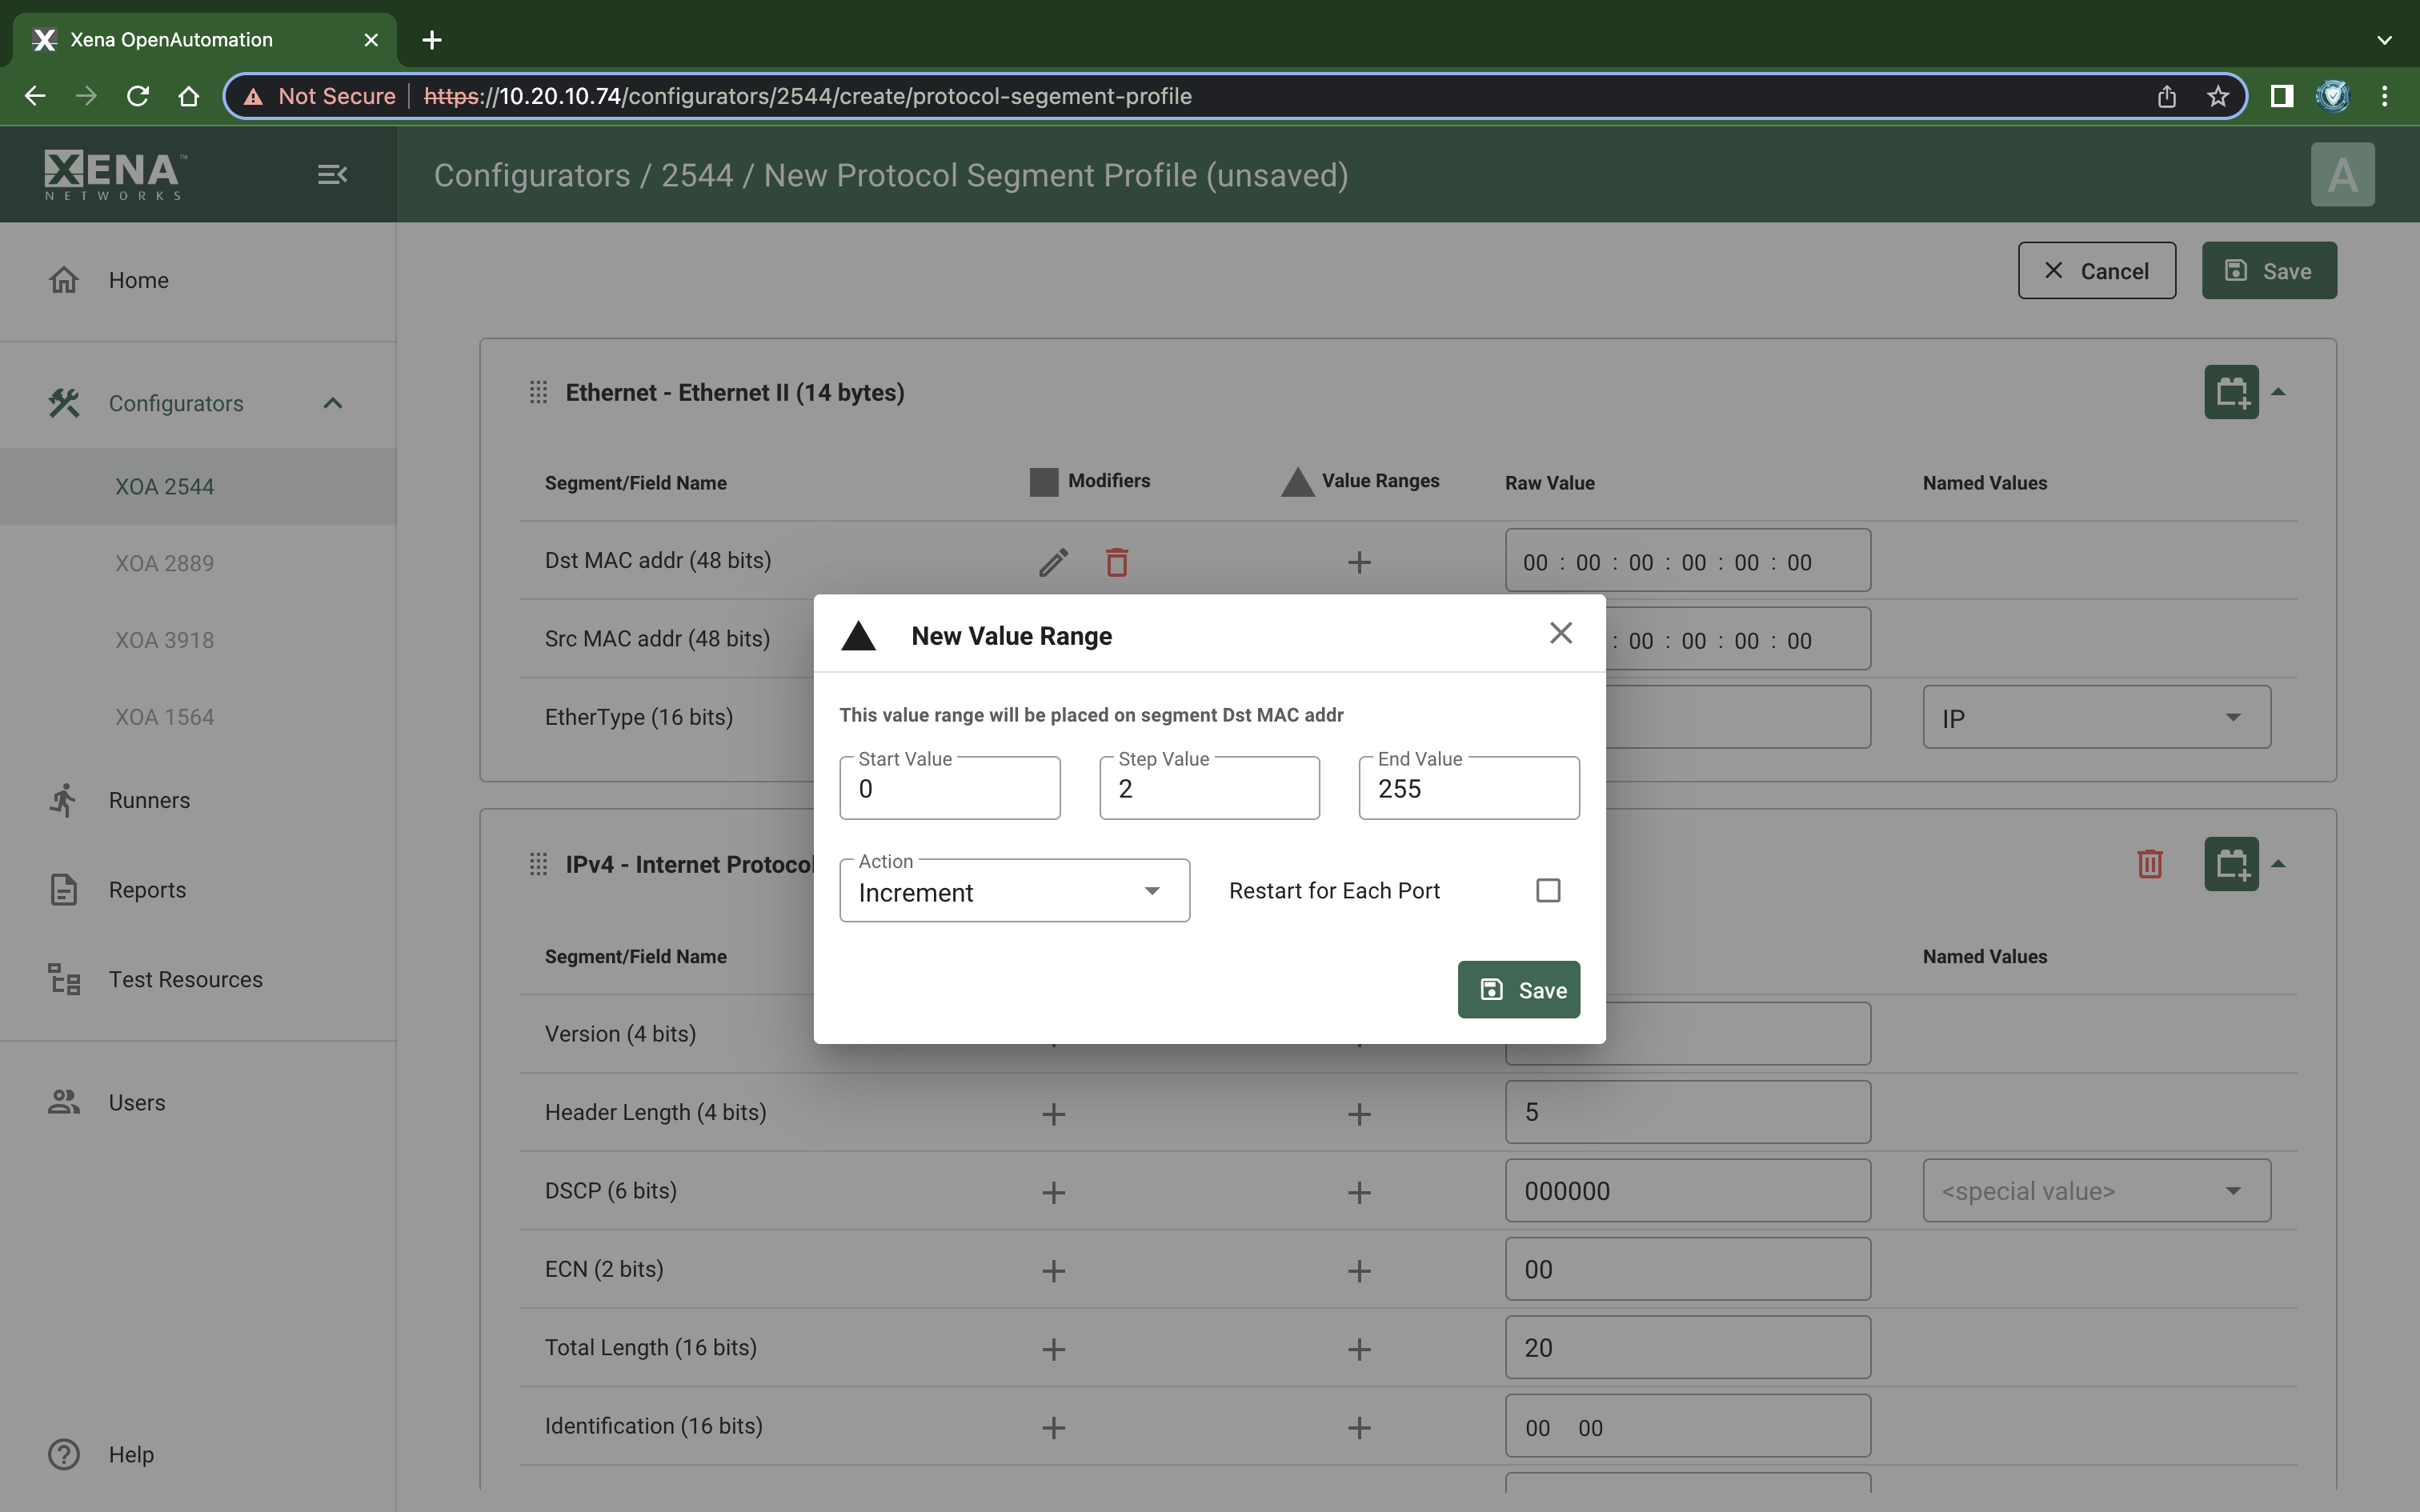 Xena OpenAutomation
Not Secure https://10.20.10.74/configurators/2544/create/protocol-segement-profile
XENA™
NETWORKS
Configurators / 2544 / New Protocol Segment Profile (unsaved)
A
Home
Cancel
Save
Configurators
XOA 2544
XOA 2889
XOA 3918
XOA 1564
Runners
Reports
Test Resources
Users
Help
Ethernet - Ethernet II (14 bytes)
Segment/Field Name Modifiers Value Ranges Raw Value Named Values
Dst MAC addr (48 bits) 00 : 00 : 00 : 00 : 00 : 00
Src MAC addr (48 bits) : 00 : 00 : 00 : 00
EtherType (16 bits) IP
New Value Range
This value range will be placed on segment Dst MAC addr
Start Value Step Value End Value
0 2 255
Action
Increment Restart for Each Port
Save
IPv4 - Internet Protocol
Segment/Field Name Named Values
Version (4 bits)
Header Length (4 bits) 5
DSCP (6 bits) 000000 <special value>
ECN (2 bits) 00
Total Length (16 bits) 20
Identification (16 bits) 00 00